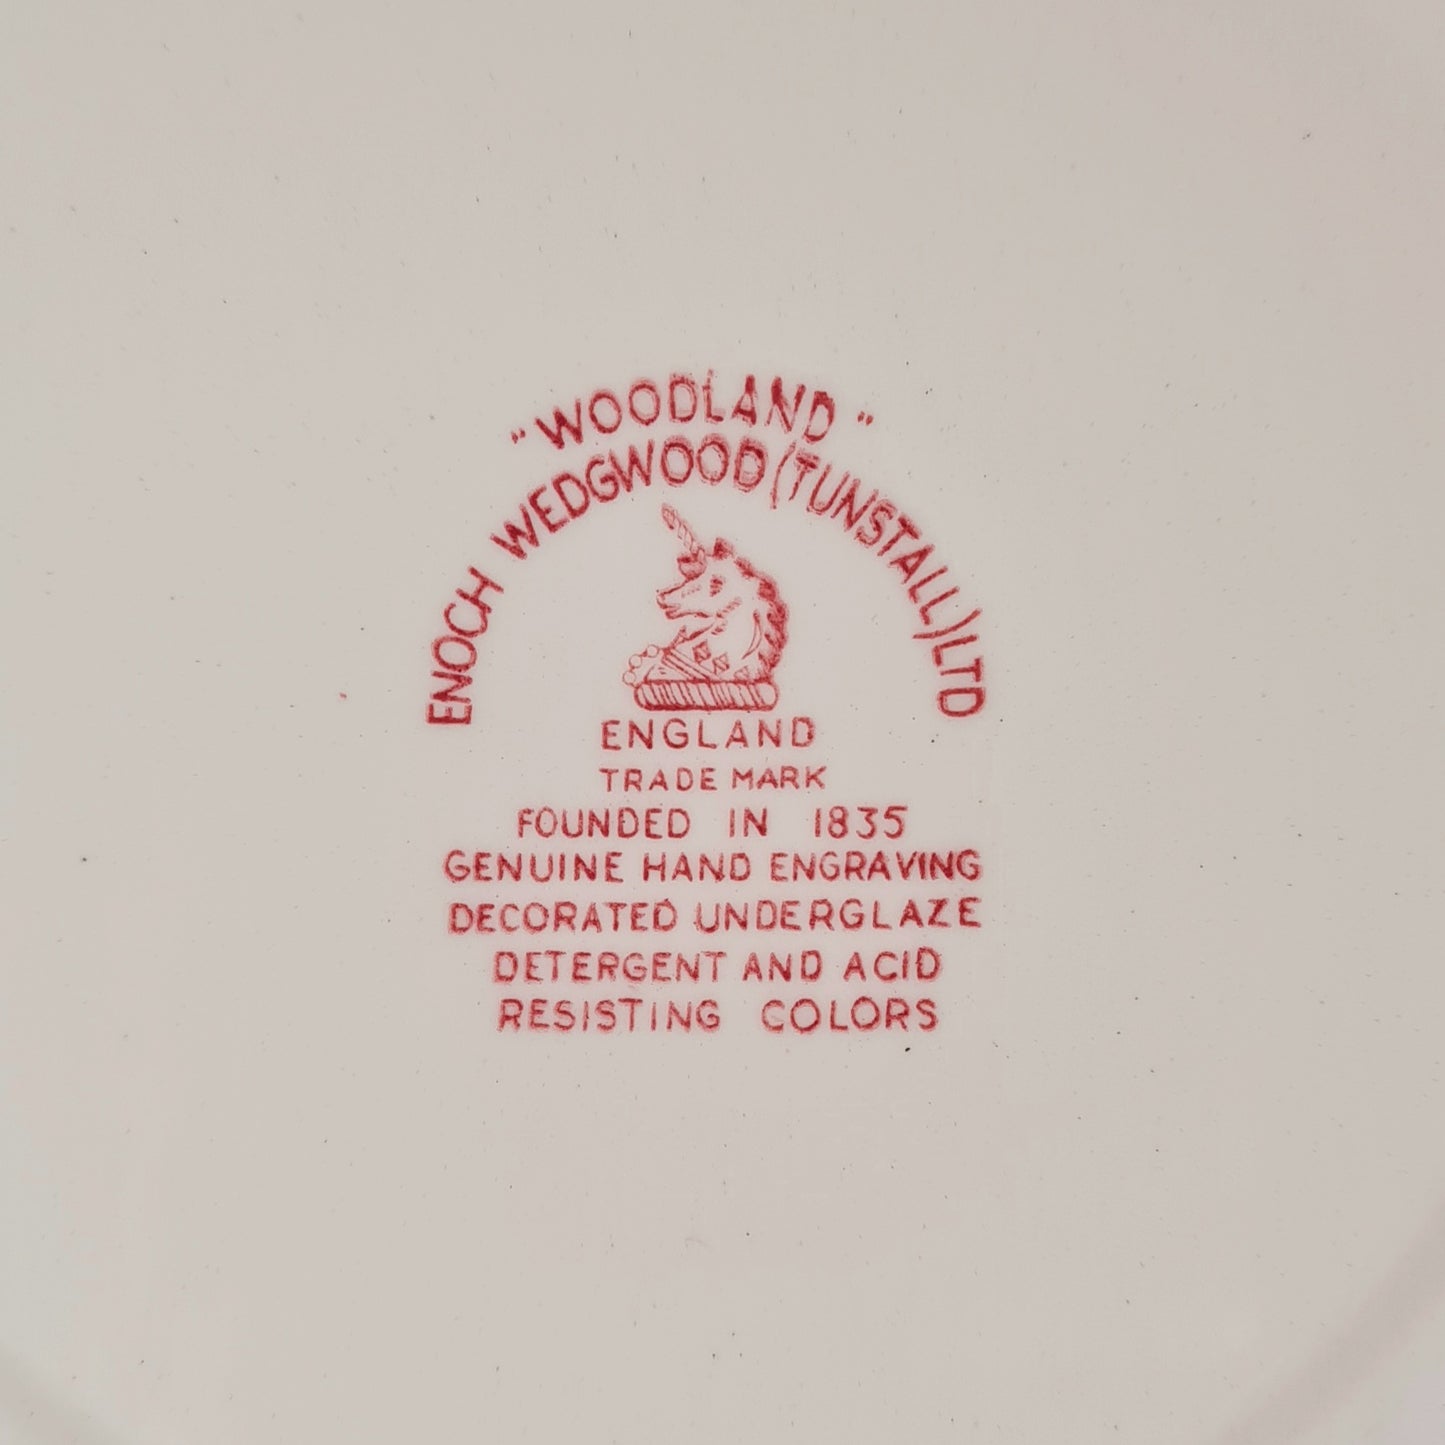 "WOODLAND"
ENOCH WEDGWOOD (TUNSTALL) LTD
ENGLAND
TRADE MARK
FOUNDED IN 1835
GENUINE HAND ENGRAVING
DECORATED UNDERGLAZE
DETERGENT AND ACID
RESISTING COLORS